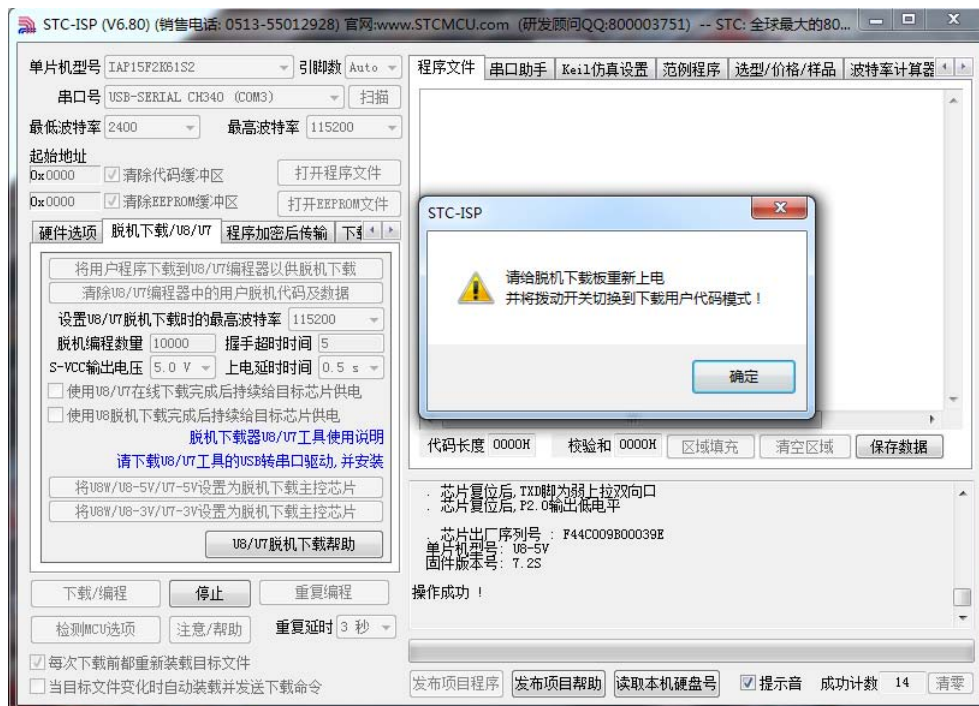 STC-ISP (V6.80) (销售电话: 0513-55012928) 官网:www.STCMCU.com (研发顾问QQ:800003751) -- STC: 全球最大的80...
单片机型号 IAP15F2K61S2 引脚数 Auto
串口号 USB-SERIAL CH340 (COM3) 扫描
最低波特率 2400 最高波特率 115200
起始地址
0x0000 清除代码缓冲区 打开程序文件
0x0000 清除EEPROM缓冲区 打开EEPROM文件
硬件选项 脱机下载/U8/U7 程序加密后传输
将用户程序下载到U8/U7编程器以供脱机下载
清除U8/U7编程器中的用户脱机代码及数据
设置U8/U7脱机下载时的最高波特率 115200
脱机编程数量 10000 握手超时时间 5
S-VCC输出电压 5.0 V 上电延时时间 0.5 s
使用U8/U7在线下载完成后持续给目标芯片供电
使用U8脱机下载完成后持续给目标芯片供电
脱机下载器U8/U7工具使用说明
请下载U8/U7工具的USB转串口驱动,并安装
将U8W/U8-5V/U7-5V设置为脱机下载主控芯片
将U8W/U8-3V/U7-3V设置为脱机下载主控芯片
U8/U7脱机下载帮助
下载/编程 停止 重复编程
检测MCU选项 注意/帮助 重复延时 3 秒
每次下载前都重新装载目标文件
当目标文件变化时自动装载并发送下载命令
程序文件 串口助手 Keil仿真设置 范例程序 选型/价格/样品 波特率计算器
STC-ISP
请给脱机下载板重新上电
并将拨动开关切换到下载用户代码模式！
确定
代码长度 0000H 校验和 0000H 区域填充 清空区域 保存数据
. 芯片复位后,TXD脚为弱上拉双向口
. 芯片复位后,P2.0输出低电平
. 芯片出厂序列号 : F44C009B00039E
单片机型号: U8-5V
固件版本号: 7.2S
操作成功 !
发布项目程序 发布项目帮助 读取本机硬盘号 提示音 成功计数 14 清零